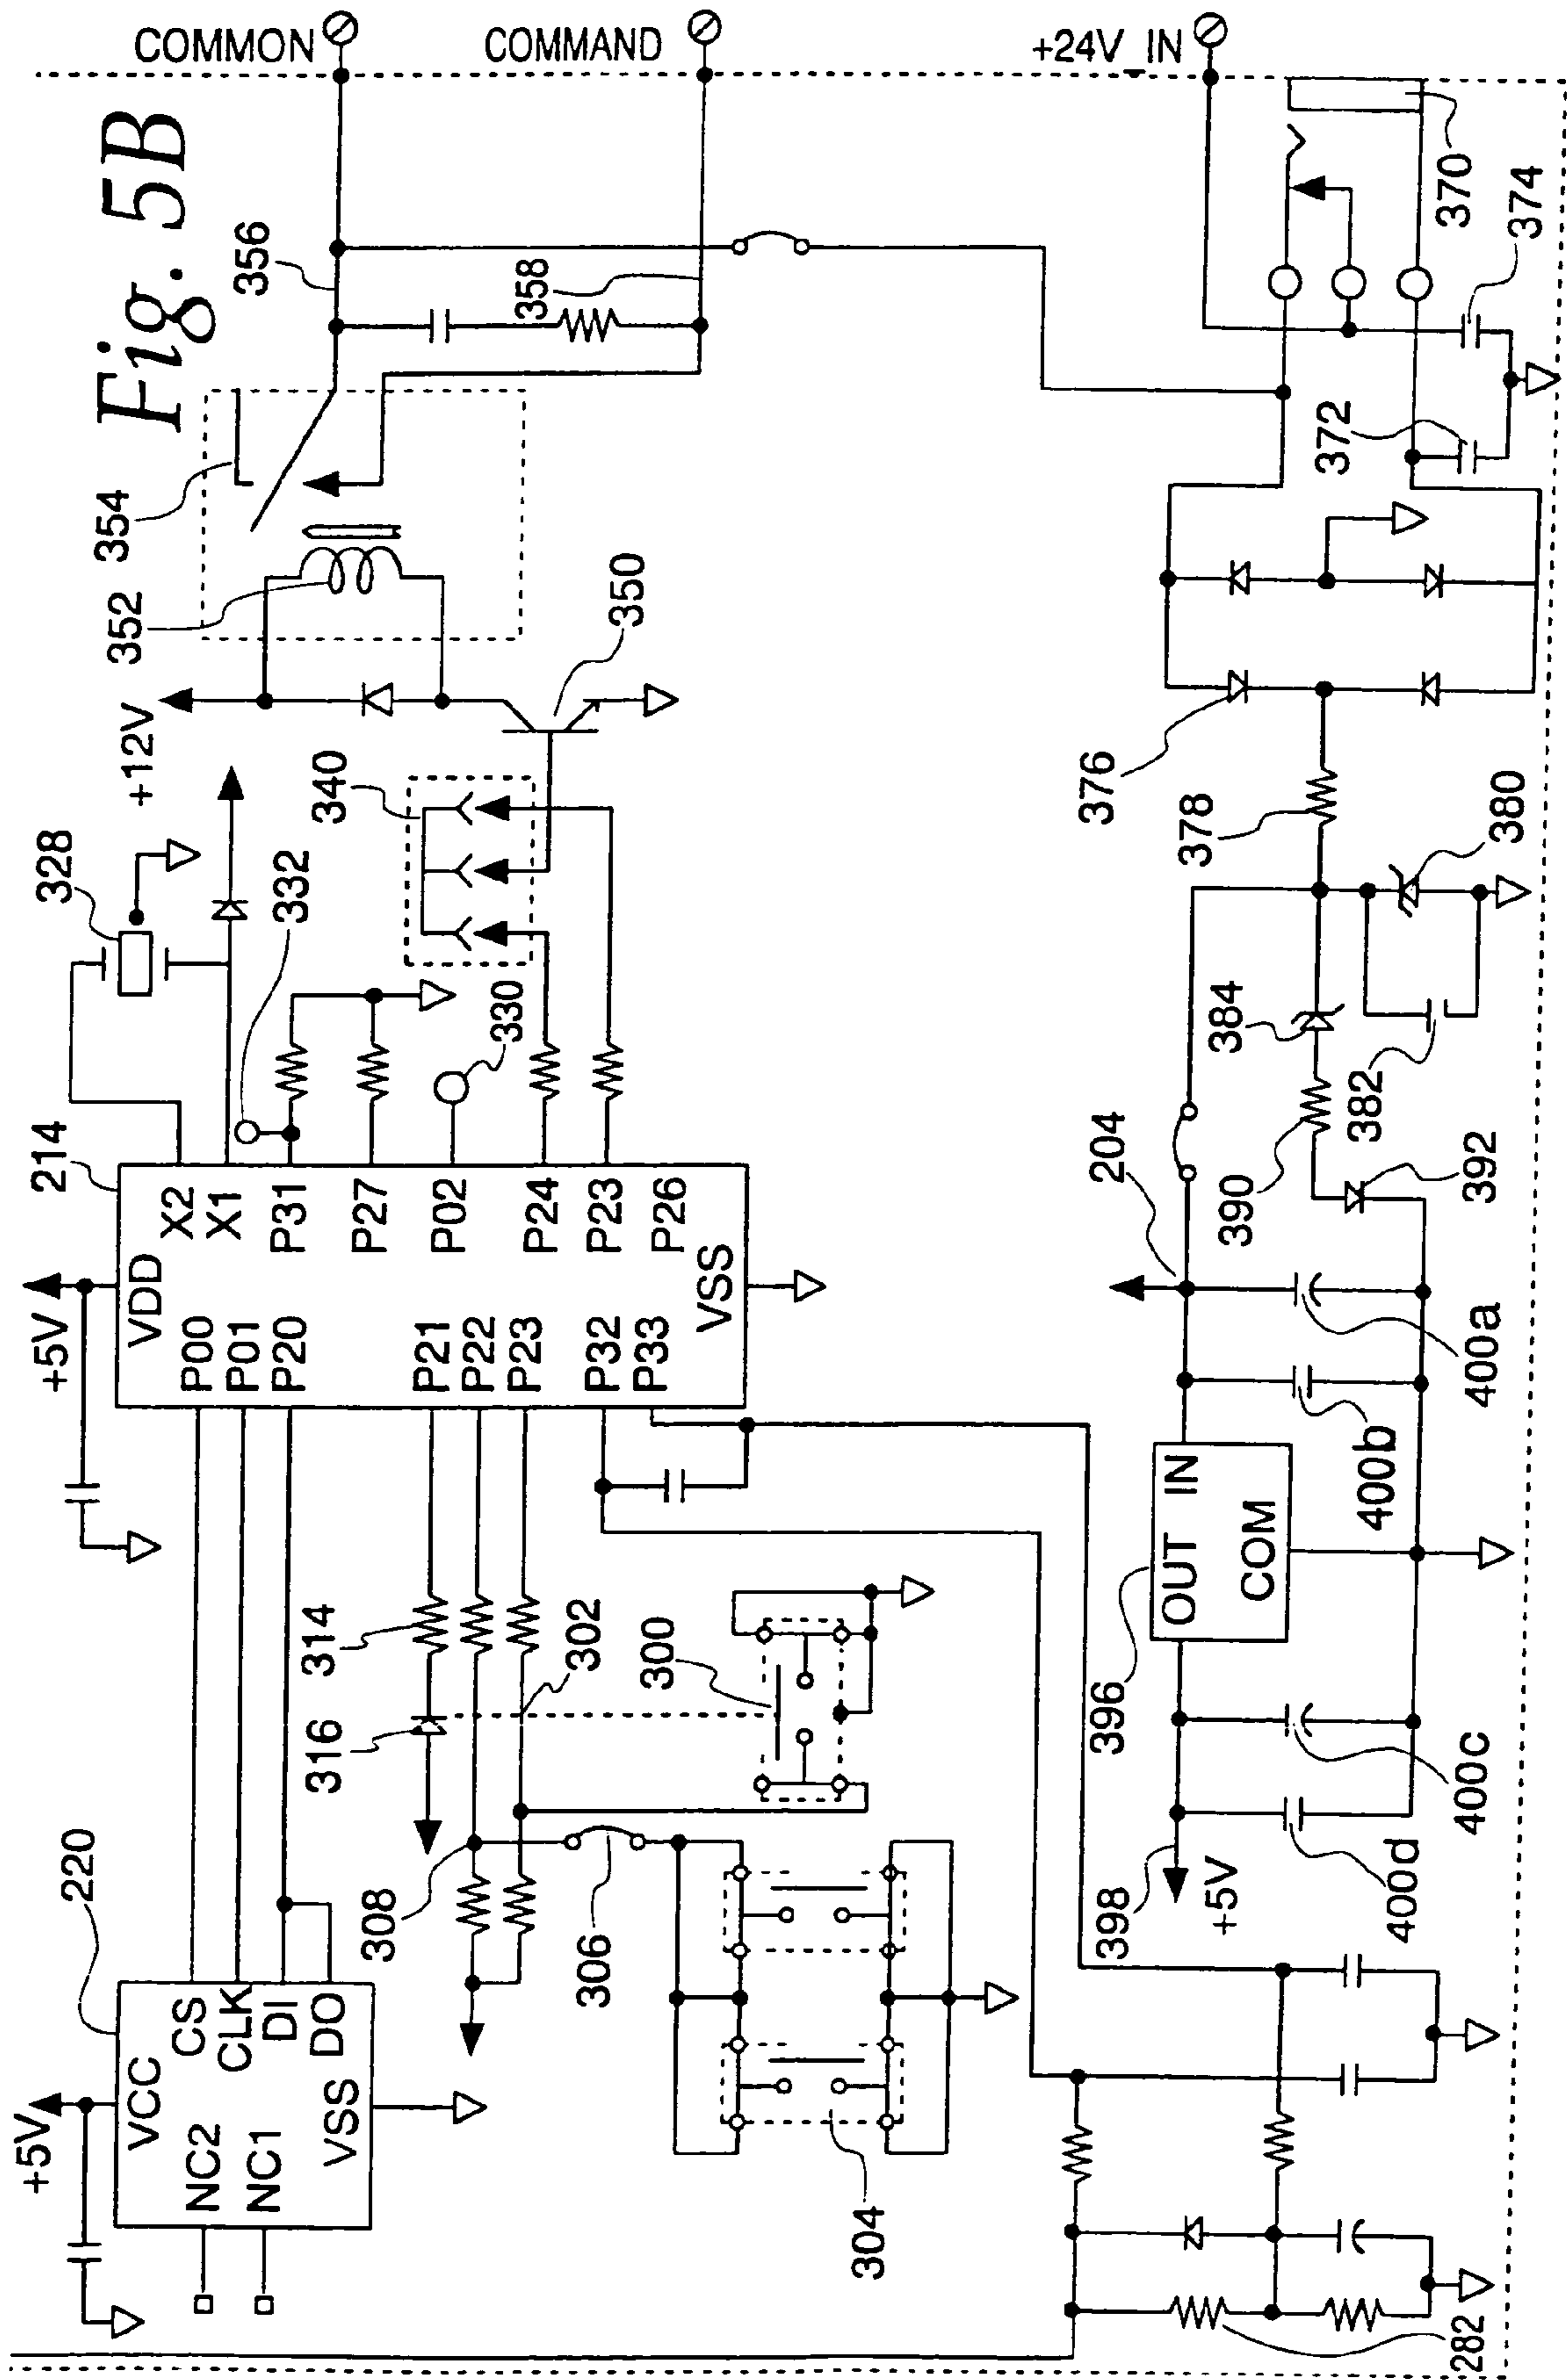 Fig. 5B
COMMON
COMMAND
+24V_IN
356
358
354
352
350
370
374
372
+12V
340
328
332
330
376
378
380
384
382
390
392
204
214
+5V
VDD
X2
X1
P31
P27
P02
P24
P23
P26
VSS
P00
P01
P20
P21
P22
P23
P32
P33
400a
400b
IN
OUT
COM
396
314
302
300
316
400c
400d
398
+5V
308
306
304
220
+5V
VCC
CS
CLK
DI
DO
NC2
NC1
VSS
282